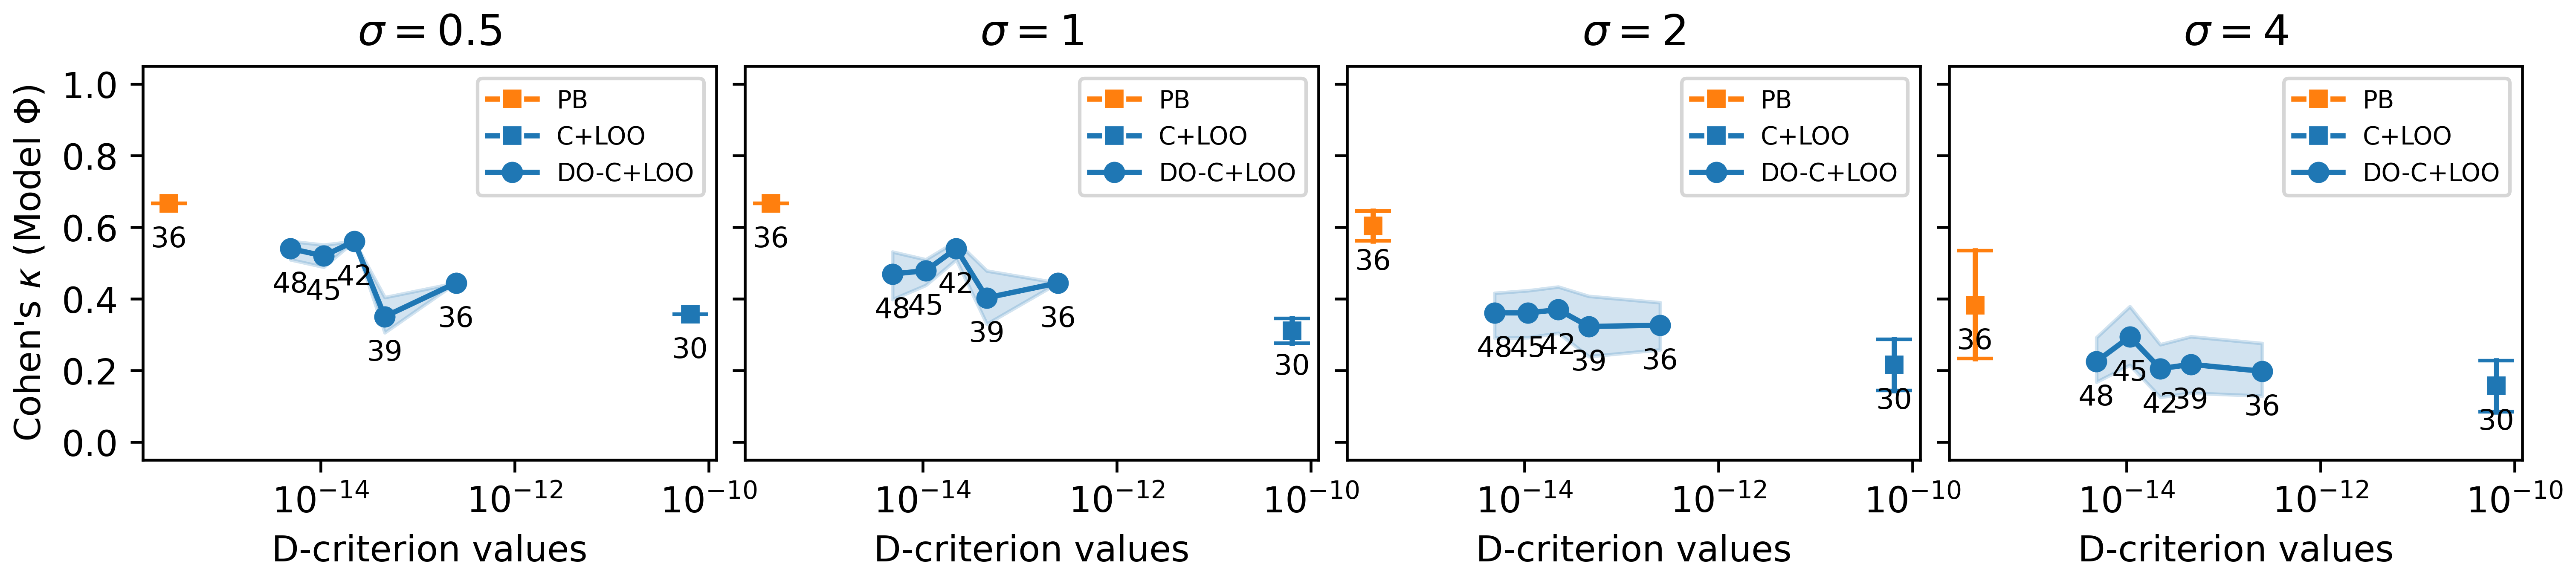 σ = 0.5
Cohen's κ (Model Φ)
1.0
0.8
0.6
0.4
0.2
0.0
PB
C+LOO
DO-C+LOO
36
48
45
42
39
36
30
10⁻¹⁴
10⁻¹²
10⁻¹⁰
D-criterion values
σ = 1
PB
C+LOO
DO-C+LOO
36
48
45
42
39
36
30
10⁻¹⁴
10⁻¹²
10⁻¹⁰
D-criterion values
σ = 2
PB
C+LOO
DO-C+LOO
36
48
45
42
39
36
30
10⁻¹⁴
10⁻¹²
10⁻¹⁰
D-criterion values
σ = 4
PB
C+LOO
DO-C+LOO
36
48
45
42
39
36
30
10⁻¹⁴
10⁻¹²
10⁻¹⁰
D-criterion values